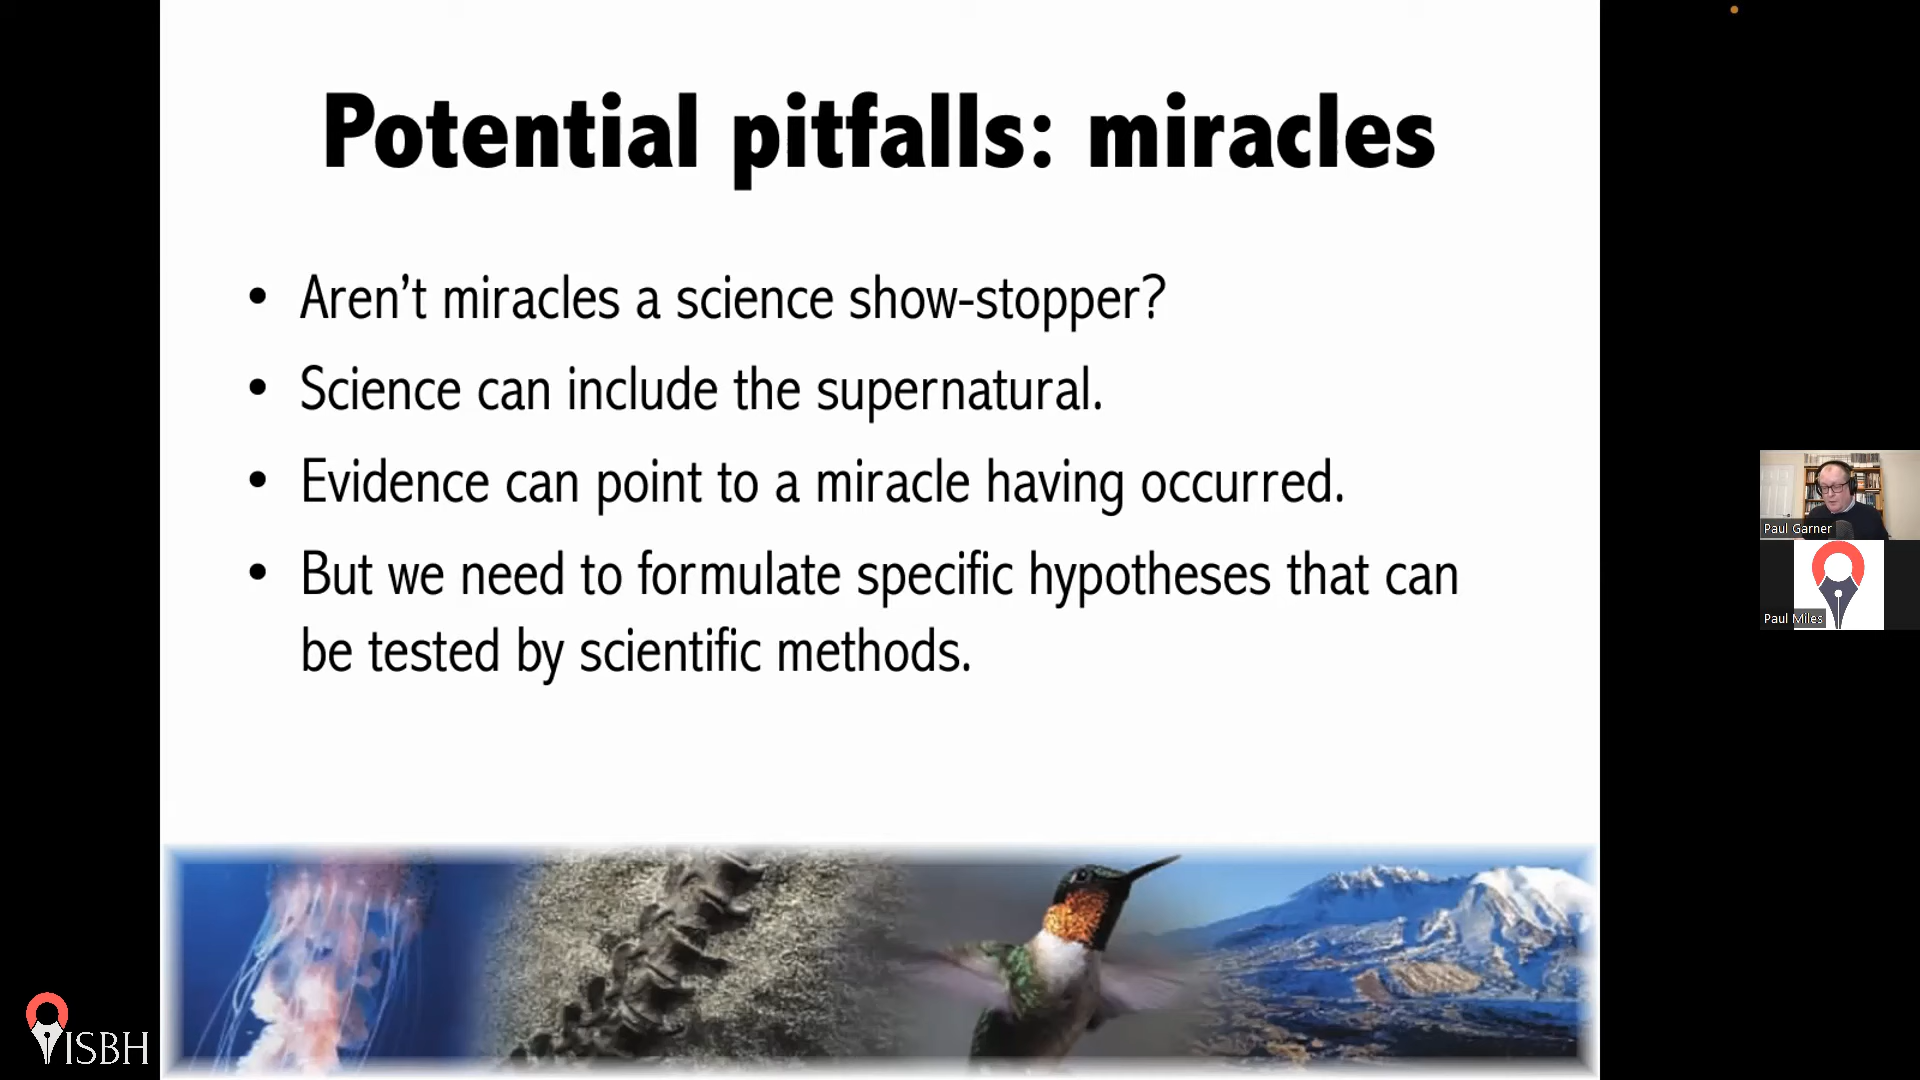 Potential pitfalls: miracles
• Aren't miracles a science show-stopper?
• Science can include the supernatural.
• Evidence can point to a miracle having occurred.
• But we need to formulate specific hypotheses that can
be tested by scientific methods.
Paul Garner
Paul Miles
ISBH